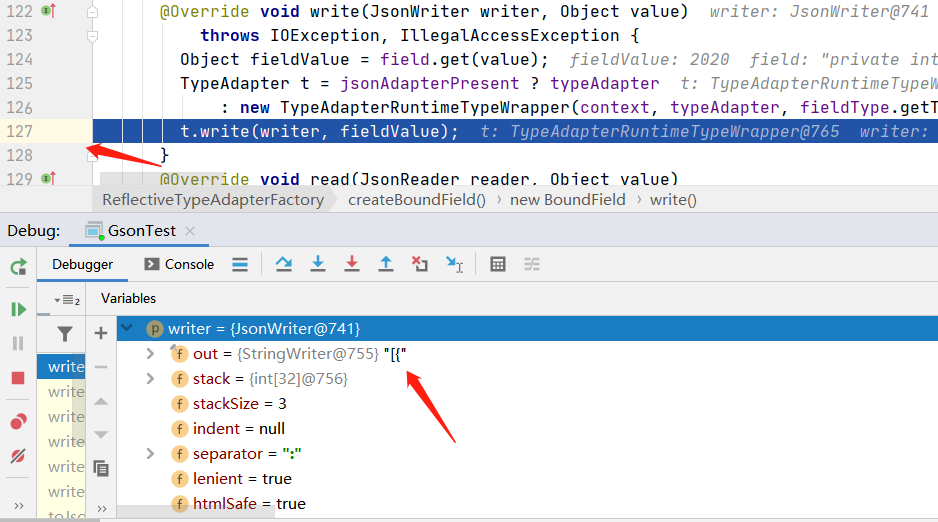 122 @Override void write(JsonWriter writer, Object value) writer: JsonWriter@741
123 throws IOException, IllegalAccessException {
124 Object fieldValue = field.get(value); fieldValue: 2020 field: "private int
125 TypeAdapter t = jsonAdapterPresent ? typeAdapter t: TypeAdapterRuntimeTypeW
126 : new TypeAdapterRuntimeTypeWrapper(context, typeAdapter, fieldType.getT
127 t.write(writer, fieldValue); t: TypeAdapterRuntimeTypeWrapper@765 writer:
128 }
129 @Override void read(JsonReader reader, Object value)
ReflectiveTypeAdapterFactory › createBoundField() › new BoundField › write()
Debug: GsonTest ×
Debugger Console
2 Variables
writer = {JsonWriter@741}
out = {StringWriter@755} "[{"
write
stack = {int[32]@756}
write
stackSize = 3
write
indent = null
write
separator = ":"
write
lenient = true
write
htmlSafe = true
toJso